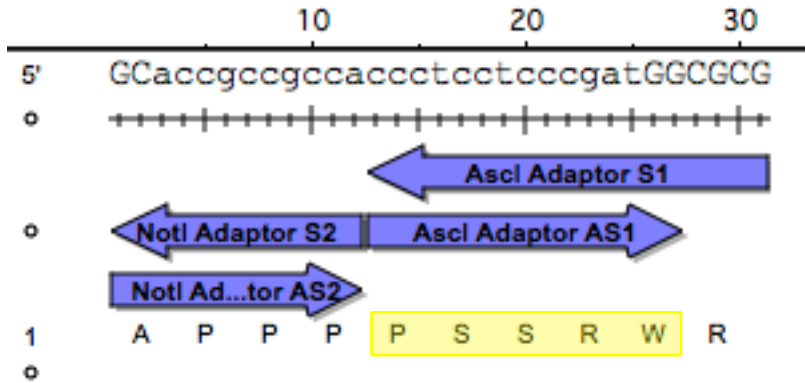 10 20 30
5' GCaccgccgccaccctcctcccgatGGCGCG
AscI Adaptor S1
NotI Adaptor S2 AscI Adaptor AS1
NotI Ad...tor AS2
1 A P P P P S S R W R